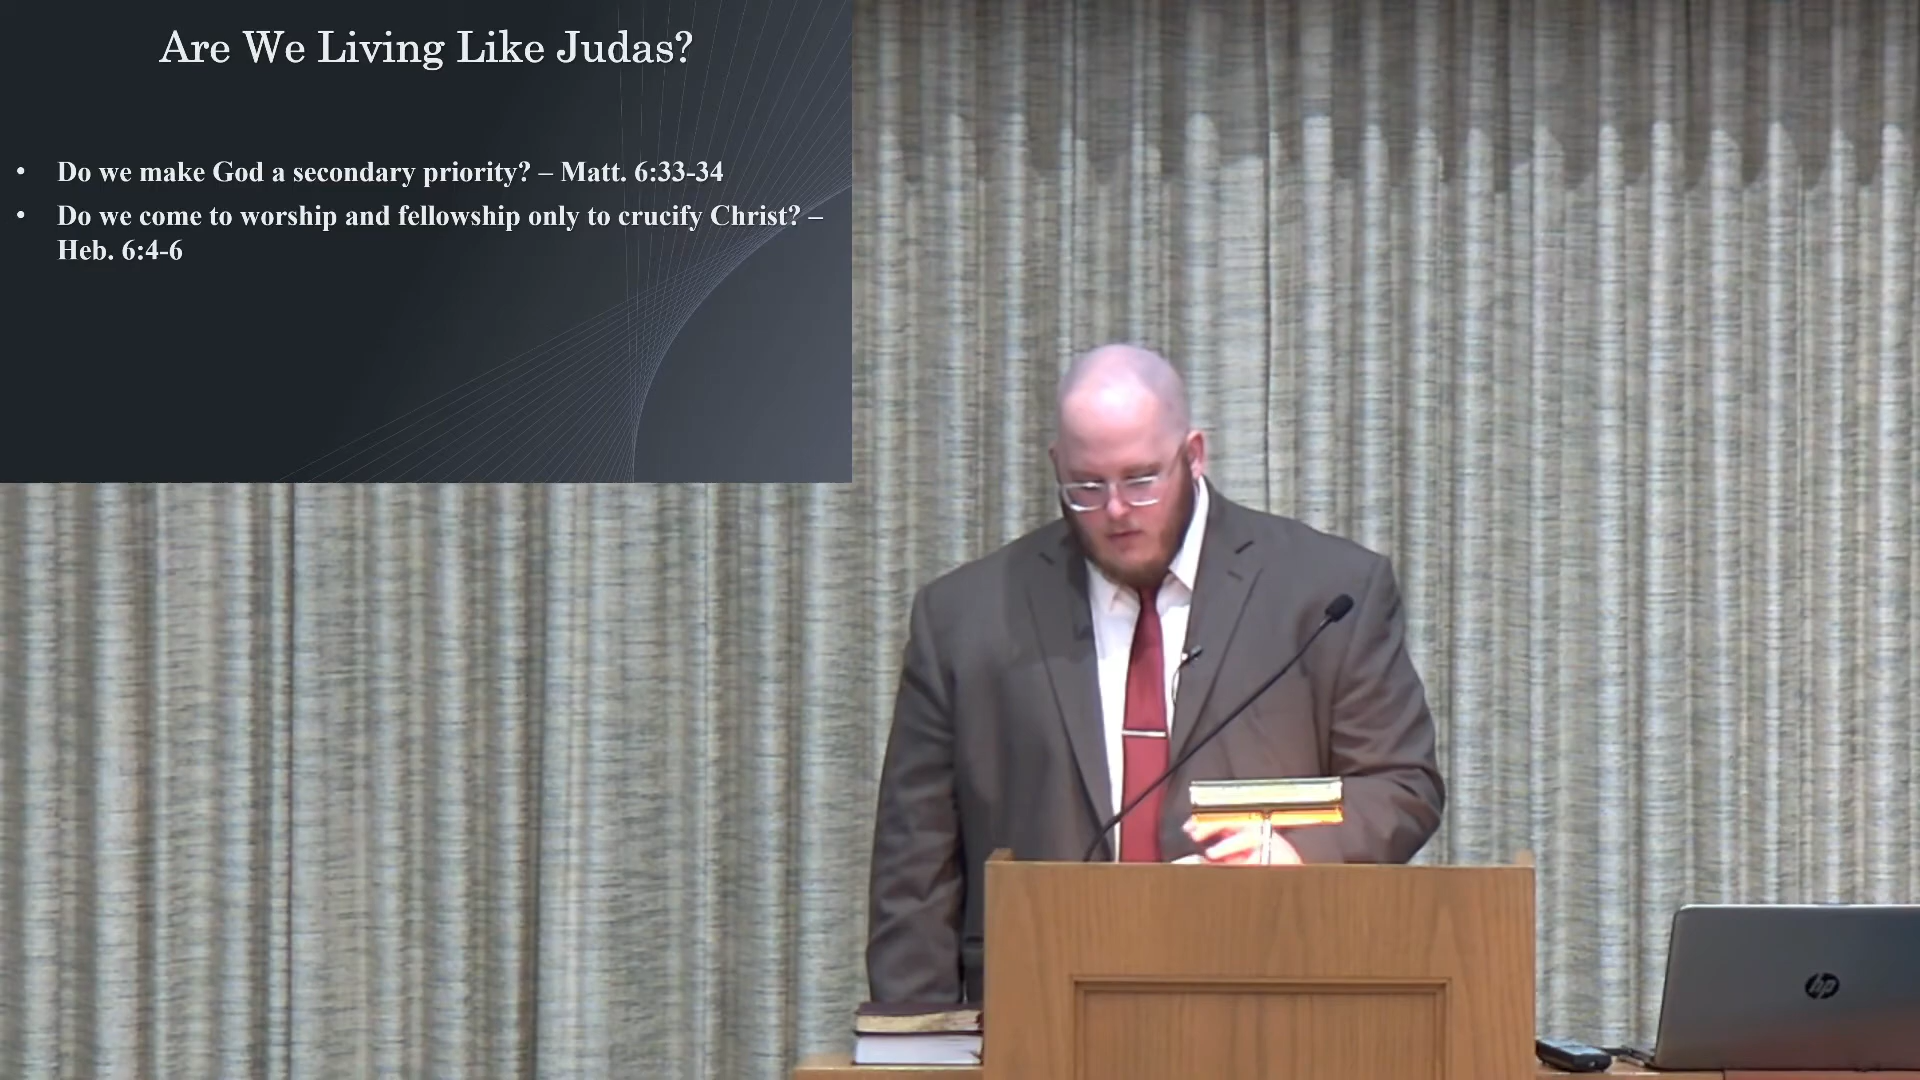 Are We Living Like Judas?
• Do we make God a secondary priority? – Matt. 6:33-34
• Do we come to worship and fellowship only to crucify Christ? –
Heb. 6:4-6
hp